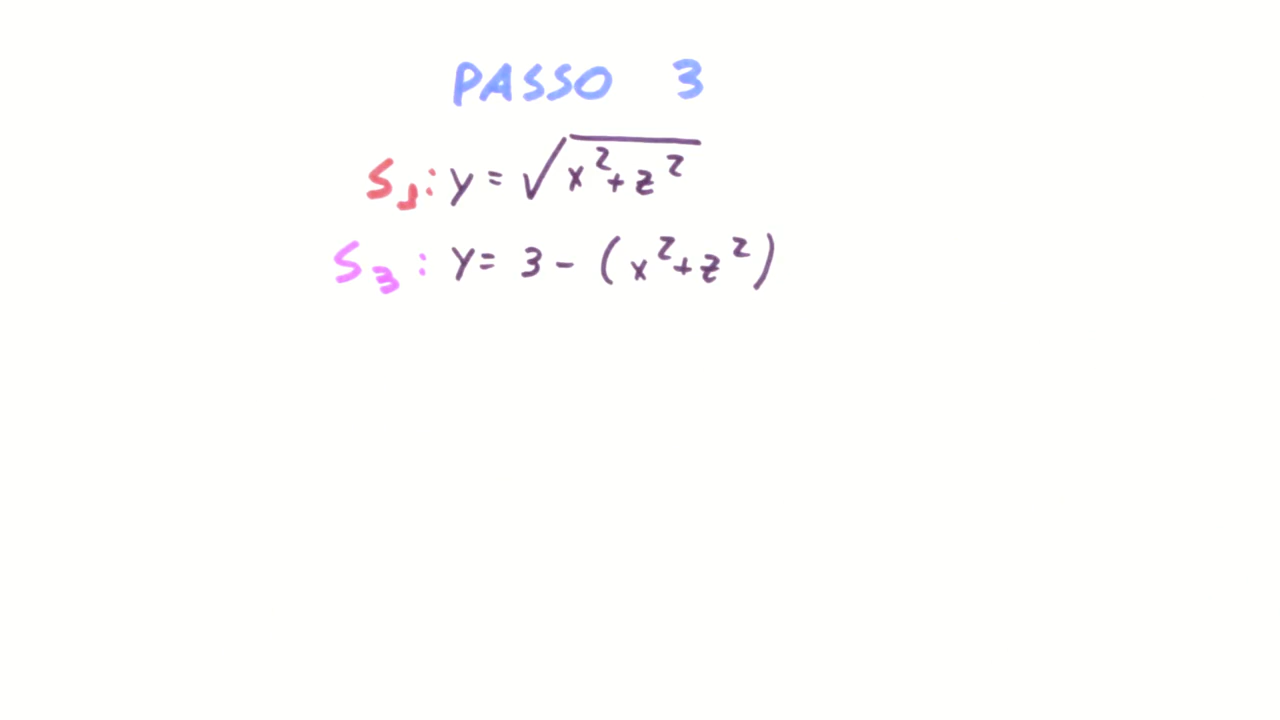 PASSO 3
S₁: y = √(x² + z²)
S₃: y = 3 - (x² + z²)